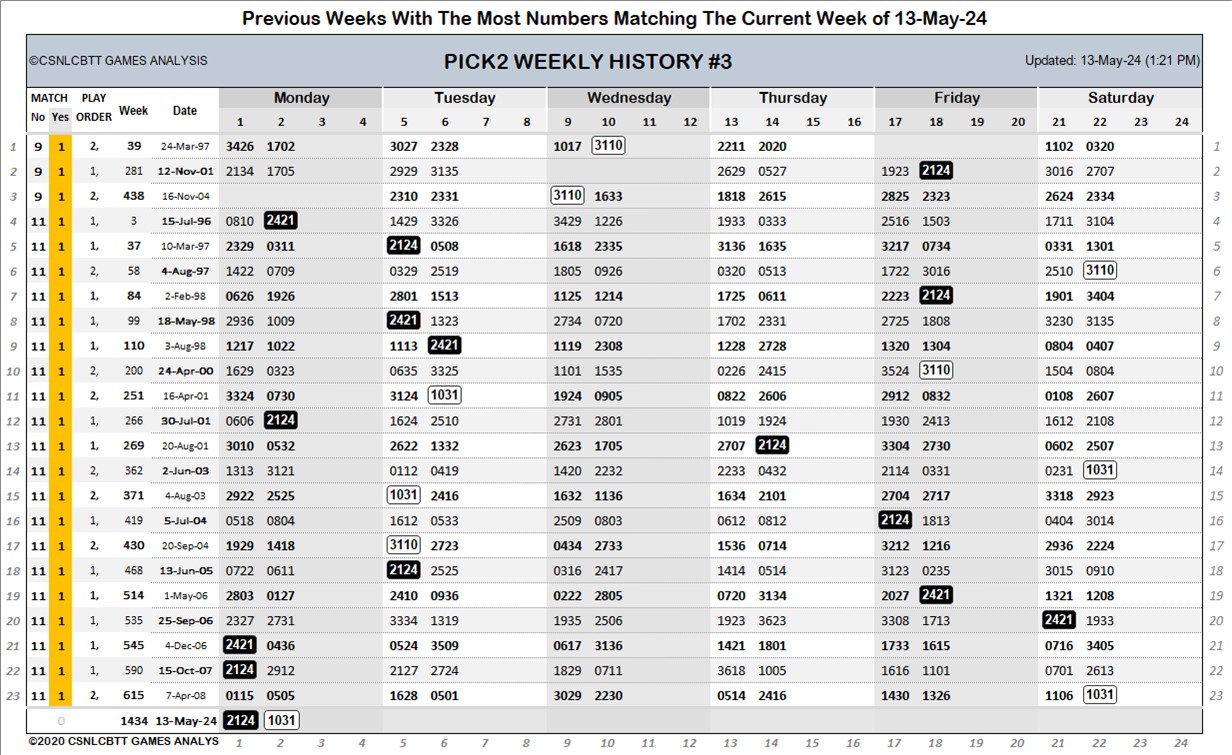 Previous Weeks With The Most Numbers Matching The Current Week of 13-May-24
©CSNLCBTT GAMES ANALYSIS PICK2 WEEKLY HISTORY #3 Updated: 13-May-24 (1:21 PM)
MATCH PLAY Week Date Monday Tuesday Wednesday Thursday Friday Saturday
No Yes ORDER 1 2 3 4 5 6 7 8 9 10 11 12 13 14 15 16 17 18 19 20 21 22 23 24
1 9 1 2, 39 24-Mar-97 3426 1702 3027 2328 1017 3110 2211 2020 1102 0320 1
2 9 1 1, 281 12-Nov-01 2134 1705 2929 3135 2629 0527 1923 2124 3016 2707 2
3 9 1 2, 438 16-Nov-04 2310 2331 3110 1633 1818 2615 2825 2323 2624 2334 3
4 11 1 1, 3 15-Jul-96 0810 2421 1429 3326 3429 1226 1933 0333 2516 1503 1711 3104 4
5 11 1 1, 37 10-Mar-97 2329 0311 2124 0508 1618 2335 3136 1635 3217 0734 0331 1301 5
6 11 1 2, 58 4-Aug-97 1422 0709 0329 2519 1805 0926 0320 0513 1722 3016 2510 3110 6
7 11 1 1, 84 2-Feb-98 0626 1926 2801 1513 1125 1214 1725 0611 2223 2124 1901 3404 7
8 11 1 1, 99 18-May-98 2936 1009 2421 1323 2734 0720 1702 2331 2725 1808 3230 3135 8
9 11 1 1, 110 3-Aug-98 1217 1022 1113 2421 1119 2308 1228 2728 1320 1304 0804 0407 9
10 11 1 2, 200 24-Apr-00 1629 0323 0635 3325 1101 1535 0226 2415 3524 3110 1504 0804 10
11 11 1 2, 251 16-Apr-01 3324 0730 3124 1031 1924 0905 0822 2606 2912 0832 0108 2607 11
12 11 1 1, 266 30-Jul-01 0606 2124 1624 2510 2731 2801 1019 1924 1930 2413 1612 2108 12
13 11 1 1, 269 20-Aug-01 3010 0532 2622 1332 2623 1705 2707 2124 3304 2730 0602 2507 13
14 11 1 2, 362 2-Jun-03 1313 3121 0112 0419 1420 2232 2233 0432 2114 0331 0231 1031 14
15 11 1 2, 371 4-Aug-03 2922 2525 1031 2416 1632 1136 1634 2101 2704 2717 3318 2923 15
16 11 1 1, 419 5-Jul-04 0518 0804 1612 0533 2509 0803 0612 0812 2124 1813 0404 3014 16
17 11 1 2, 430 20-Sep-04 1929 1418 3110 2723 0434 2733 1536 0714 3212 1216 2936 2224 17
18 11 1 1, 468 13-Jun-05 0722 0611 2124 2525 0316 2417 1414 0514 3123 0235 3015 0910 18
19 11 1 1, 514 1-May-06 2803 0127 2410 0936 0222 2805 0720 3134 2027 2421 1321 1208 19
20 11 1 1, 535 25-Sep-06 2327 2731 3334 1319 1935 2506 1923 3623 3308 1713 2421 1933 20
21 11 1 1, 545 4-Dec-06 2421 0436 0524 3509 0617 3136 1421 1801 1733 1615 0716 3405 21
22 11 1 1, 590 15-Oct-07 2124 2912 2127 2724 1829 0711 3618 1005 1616 1101 0701 2613 22
23 11 1 2, 615 7-Apr-08 0115 0505 1628 0501 3029 2230 0514 2416 1430 1326 1106 1031 23
0 1434 13-May-24 2124 1031
©2020 CSNLCBTT GAMES ANALYS 1 2 3 4 5 6 7 8 9 10 11 12 13 14 15 16 17 18 19 20 21 22 23 24